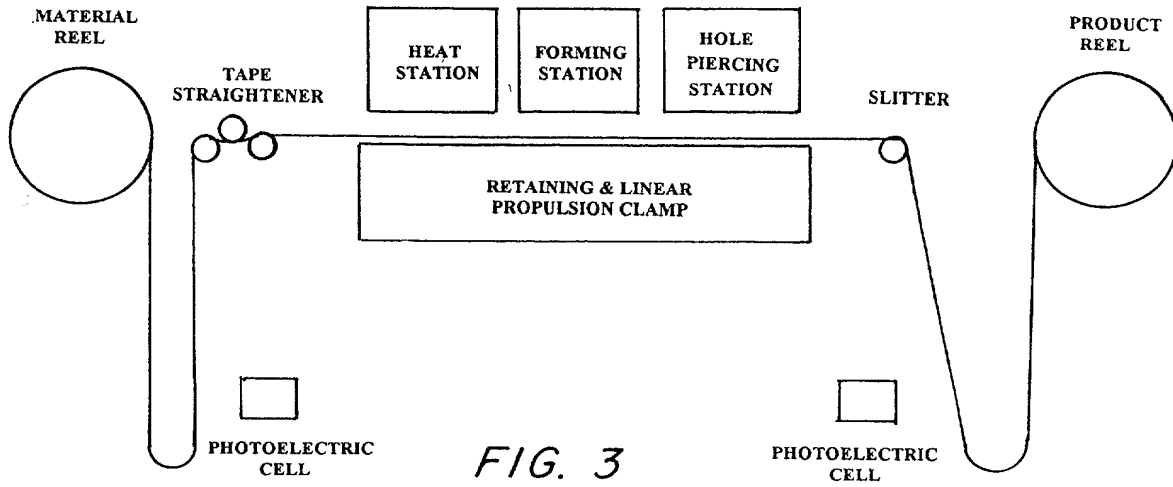 MATERIAL
REEL
TAPE
STRAIGHTENER
HEAT
STATION
FORMING
STATION
HOLE
PIERCING
STATION
SLITTER
PRODUCT
REEL
RETAINING & LINEAR
PROPULSION CLAMP
PHOTOELECTRIC
CELL
PHOTOELECTRIC
CELL
FIG. 3